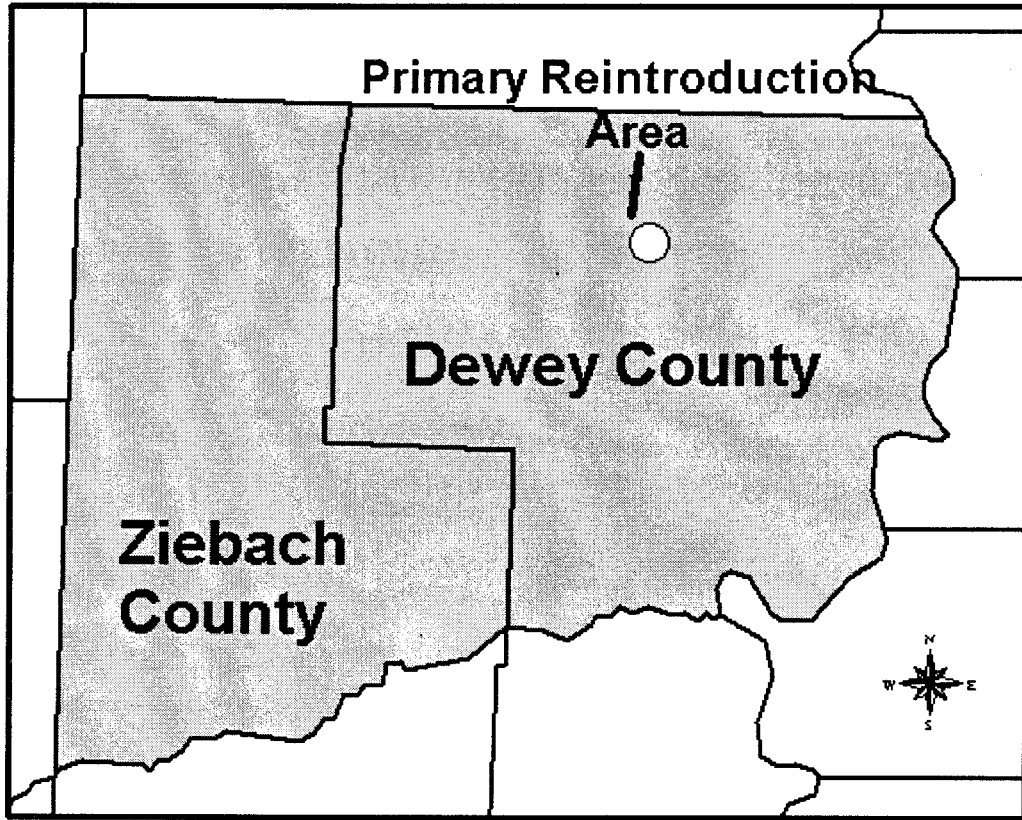 Primary Reintroduction
Area
Dewey County
Ziebach
County
N
W E
S